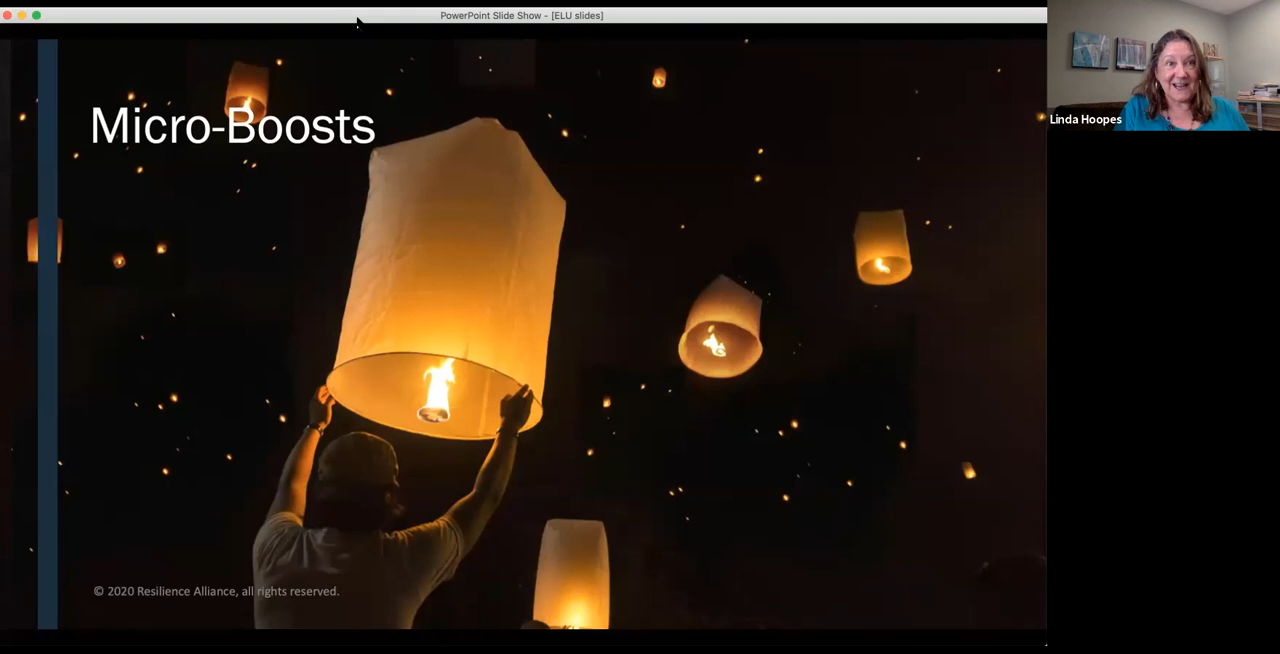 PowerPoint Slide Show - [ELU slides]
Micro-Boosts
Linda Hoopes
© 2020 Resilience Alliance, all rights reserved.